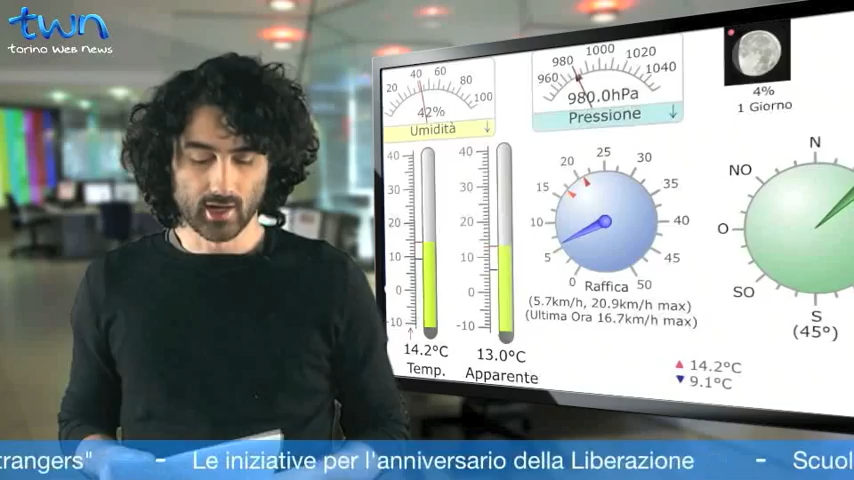 twn
torino web news
20 40 60 80 100
42%
Umidità ↓
960 980 1000 1020 1040
980.0hPa
Pressione ↓
4%
1 Giorno
40 30 20 10 0 -10
14.2°C
Temp.
40 30 20 10 0 -10
13.0°C
Apparente
0 5 10 15 20 25 30 35 40 45 50
Raffica
(5.7km/h, 20.9km/h max)
(Ultima Ora 16.7km/h max)
N
NO
O
SO
S
(45°)
14.2°C
9.1°C
trangers" - Le iniziative per l'anniversario della Liberazione - Scuol